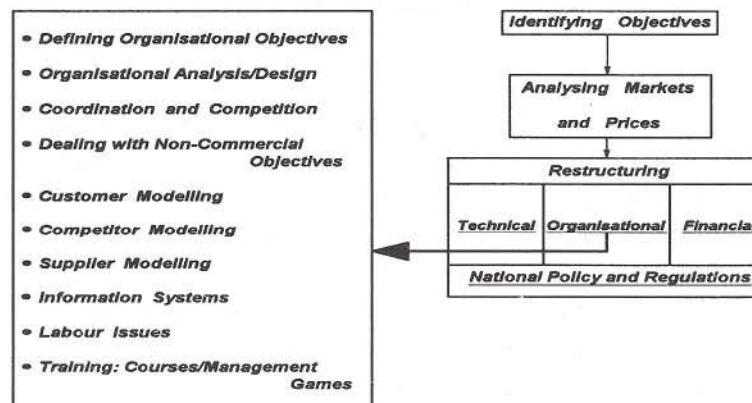 • Defining Organisational Objectives
• Organisational Analysis/Design
• Coordination and Competition
• Dealing with Non-Commercial
Objectives
• Customer Modelling
• Competitor Modelling
• Supplier Modelling
• Information Systems
• Labour Issues
• Training: Courses/Management
Games
Identifying Objectives
Analysing Markets
and Prices
Restructuring
Technical
Organisational
Financia
National Policy and Regulations